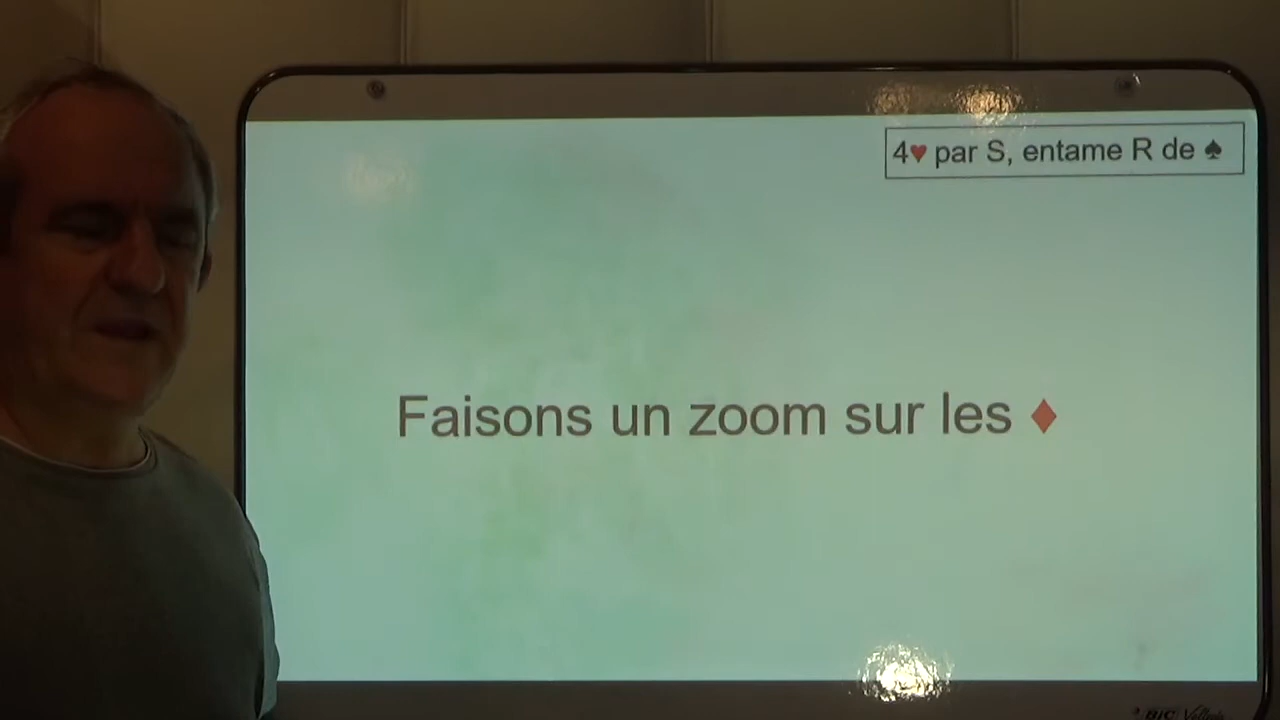 4♥ par S, entame R de ♠
Faisons un zoom sur les ♦